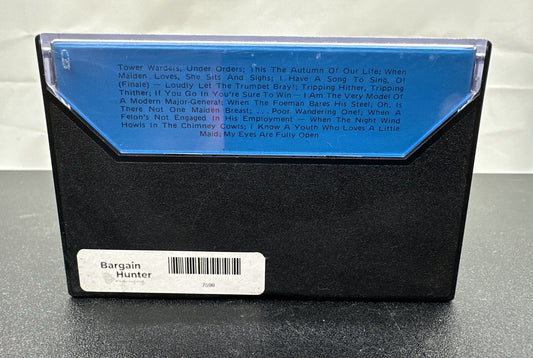 Tower Warders, Under Orders; This The Autumn Of Our Life; When
Maiden Loves, She Sits And Sighs; I Have A Song To Sing, O!
(Finale) — Loudly Let The Trumpet Bray!; Tripping Hither, Tripping
Thither; If You Go In You're Sure To Win — I Am The Very Model Of
A Modern Major-General; When The Foeman Bares His Steel; Oh, Is
There Not One Maiden Breast; . . . Poor Wandering One!; When A
Felon's Not Engaged In His Employment — When The Night Wind
Howls In The Chimney Cowls; I Know A Youth Who Loves A Little
Maid; My Eyes Are Fully Open
Bargain
Hunter
7500